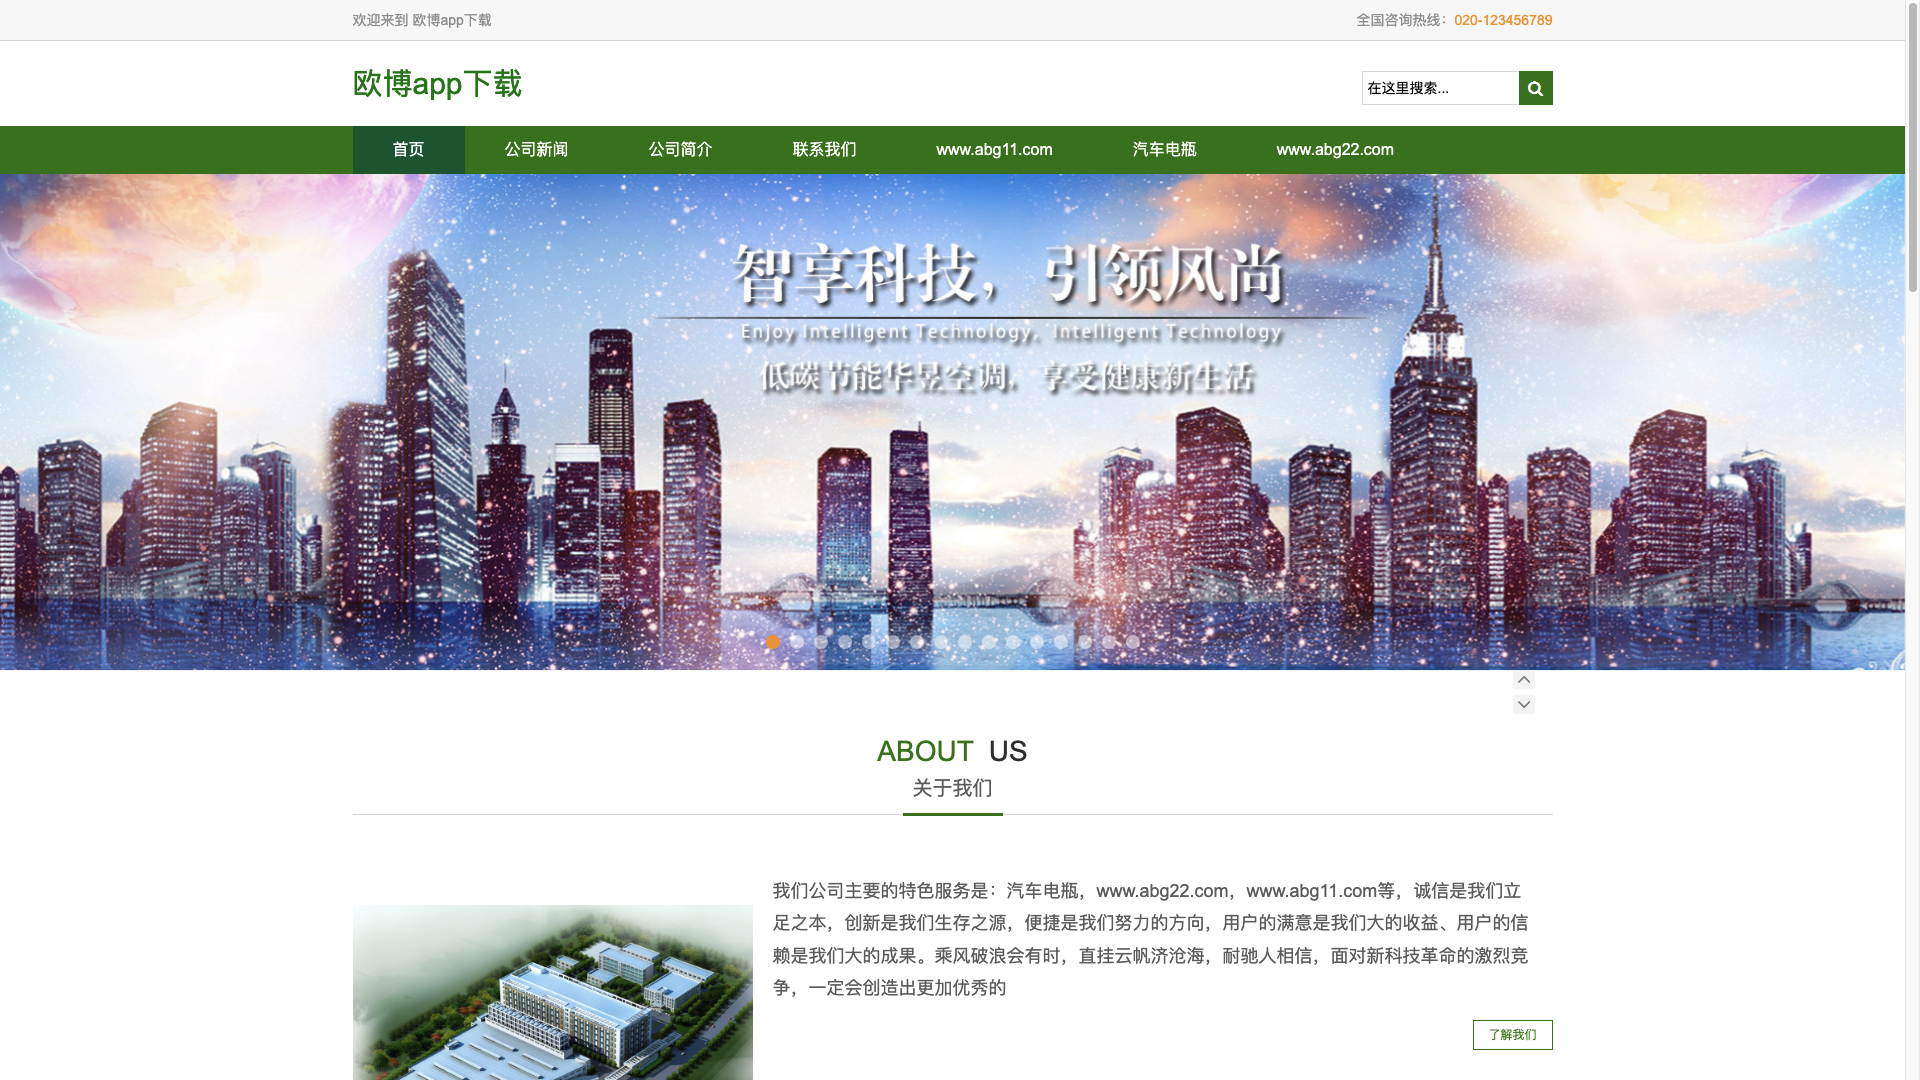 欢迎来到 欧博app下载
全国咨询热线：020-123456789
欧博app下载
在这里搜索...
首页 公司新闻 公司简介 联系我们 www.abg11.com 汽车电瓶 www.abg22.com
智享科技，引领风尚
Enjoy Intelligent Technology, Intelligent Technology
低碳节能华昱空调，享受健康新生活
ABOUT US
关于我们
我们公司主要的特色服务是：汽车电瓶，www.abg22.com，www.abg11.com等，诚信是我们立
足之本，创新是我们生存之源，便捷是我们努力的方向，用户的满意是我们大的收益、用户的信
赖是我们大的成果。乘风破浪会有时，直挂云帆济沧海，耐驰人相信，面对新科技革命的激烈竞
争，一定会创造出更加优秀的
了解我们